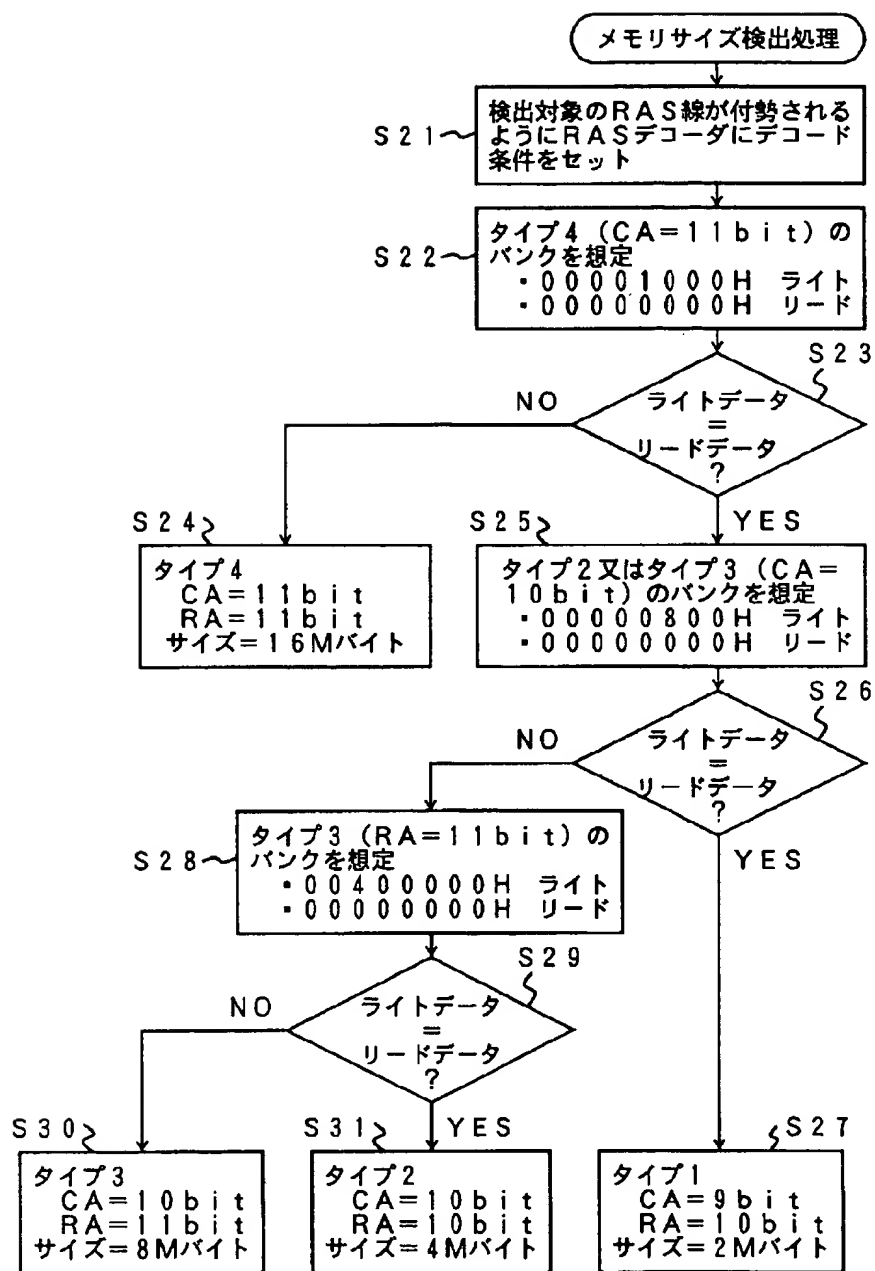 メモリサイズ検出処理
S21
検出対象のRAS線が付勢される
ようにRASデコーダにデコード
条件をセット
S22
タイプ4（CA=11bit）の
バンクを想定
・00001000H ライト
・00000000H リード
S23
ライトデータ
=
リードデータ
?
NO
YES
S24
タイプ4
CA=11bit
RA=11bit
サイズ=16Mバイト
S25
タイプ2又はタイプ3（CA=
10bit）のバンクを想定
・00000800H ライト
・00000000H リード
S26
ライトデータ
=
リードデータ
?
NO
YES
S28
タイプ3（RA=11bit）の
バンクを想定
・00400000H ライト
・00000000H リード
S29
ライトデータ
=
リードデータ
?
NO
YES
S30
タイプ3
CA=10bit
RA=11bit
サイズ=8Mバイト
S31
タイプ2
CA=10bit
RA=10bit
サイズ=4Mバイト
S27
タイプ1
CA=9bit
RA=10bit
サイズ=2Mバイト